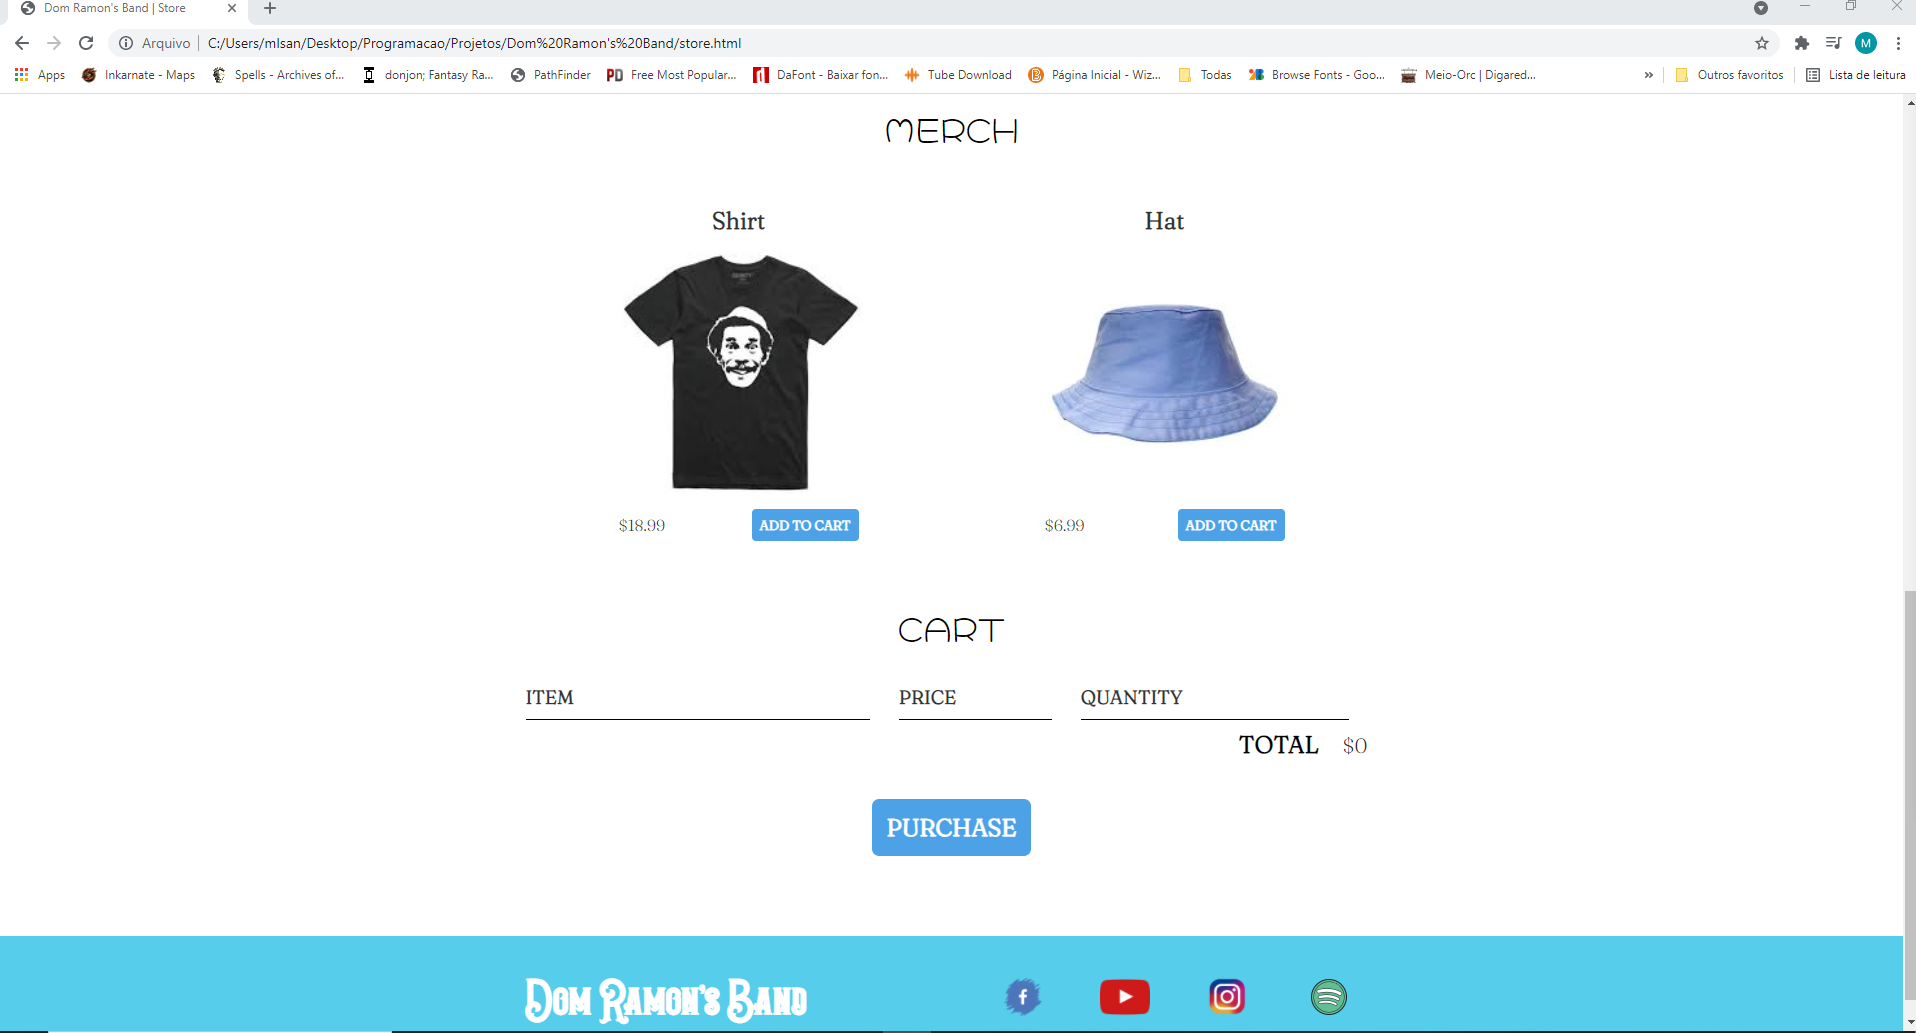 Dom Ramon's Band | Store
Arquivo | C:/Users/mlsan/Desktop/Programacao/Projetos/Dom%20Ramon's%20Band/store.html
M
Apps Inkarnate - Maps Spells - Archives of... donjon; Fantasy Ra... PathFinder PD Free Most Popular... DaFont - Baixar fon... Tube Download Página Inicial - Wiz... Todas Browse Fonts - Goo... Meio-Orc | Digared... » Outros favoritos Lista de leitura
MERCH
Shirt Hat
$18.99 ADD TO CART $6.99 ADD TO CART
CART
ITEM PRICE QUANTITY
TOTAL $0
PURCHASE
Dom Ramon's Band